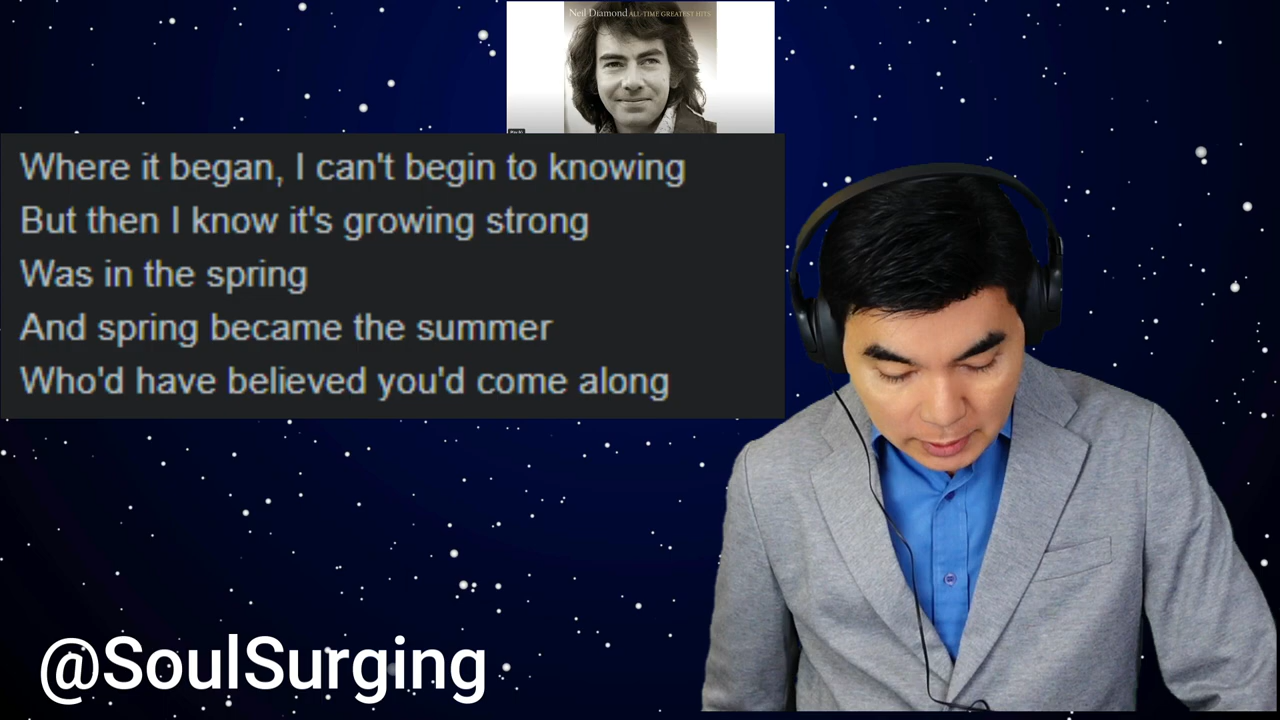 Neil Diamond ALL-TIME GREATEST HITS
Where it began, I can't begin to knowing
But then I know it's growing strong
Was in the spring
And spring became the summer
Who'd have believed you'd come along
@SoulSurging